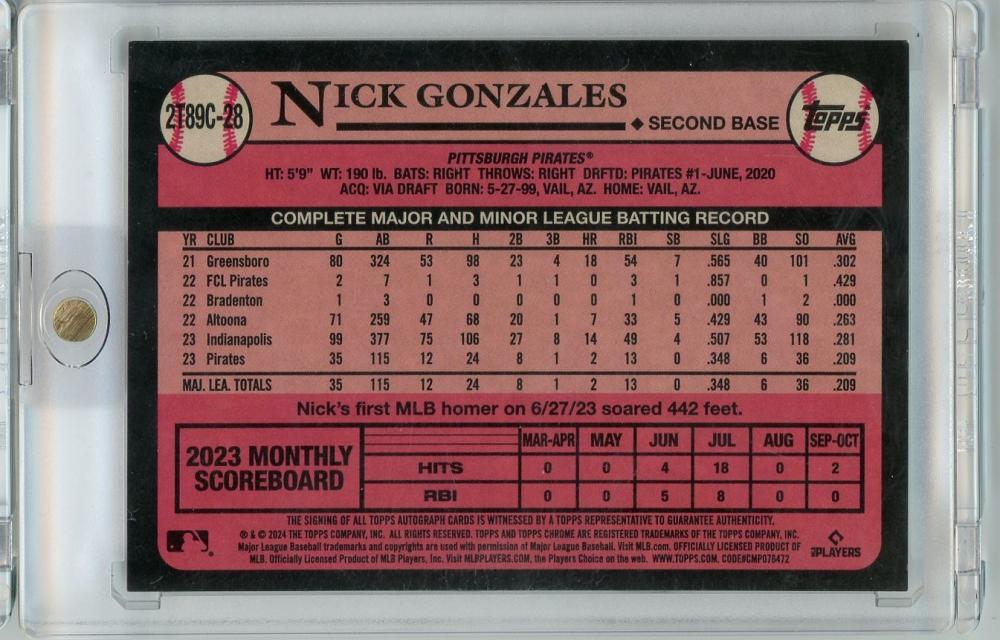 2T89C-28
NICK GONZALES
◆ SECOND BASE
Topps
PITTSBURGH PIRATES®
HT: 5'9" WT: 190 lb. BATS: RIGHT THROWS: RIGHT DRFTD: PIRATES #1-JUNE, 2020
ACQ: VIA DRAFT BORN: 5-27-99, VAIL, AZ. HOME: VAIL, AZ.
COMPLETE MAJOR AND MINOR LEAGUE BATTING RECORD
YR CLUB G AB R H 2B 3B HR RBI SB SLG BB SO AVG
21 Greensboro 80 324 53 98 23 4 18 54 7 .565 40 101 .302
22 FCL Pirates 2 7 1 3 1 1 0 3 1 .857 0 1 .429
22 Bradenton 1 3 0 0 0 0 0 1 0 .000 1 2 .000
22 Altoona 71 259 47 68 20 1 7 33 5 .429 43 90 .263
23 Indianapolis 99 377 75 106 27 8 14 49 4 .507 53 118 .281
23 Pirates 35 115 12 24 8 1 2 13 0 .348 6 36 .209
MAJ. LEA. TOTALS 35 115 12 24 8 1 2 13 0 .348 6 36 .209
Nick's first MLB homer on 6/27/23 soared 442 feet.
2023 MONTHLY
SCOREBOARD
MAR-APR MAY JUN JUL AUG SEP-OCT
HITS 0 0 4 18 0 2
RBI 0 0 5 8 0 0
THE SIGNING OF ALL TOPPS AUTOGRAPH CARDS IS WITNESSED BY A TOPPS REPRESENTATIVE TO GUARANTEE AUTHENTICITY.
® & © 2024 THE TOPPS COMPANY, INC. ALL RIGHTS RESERVED. TOPPS AND TOPPS CHROME ARE REGISTERED TRADEMARKS OF THE TOPPS COMPANY, INC.
Major League Baseball trademarks and copyrights are used with permission of Major League Baseball. Visit MLB.com. OFFICIALLY LICENSED PRODUCT OF
MLB. Officially Licensed Product of MLB Players, Inc. Visit MLBPLAYERS.COM, the Players Choice on the web. WWW.TOPPS.COM. CODE#CMP076472
MLB PLAYERS